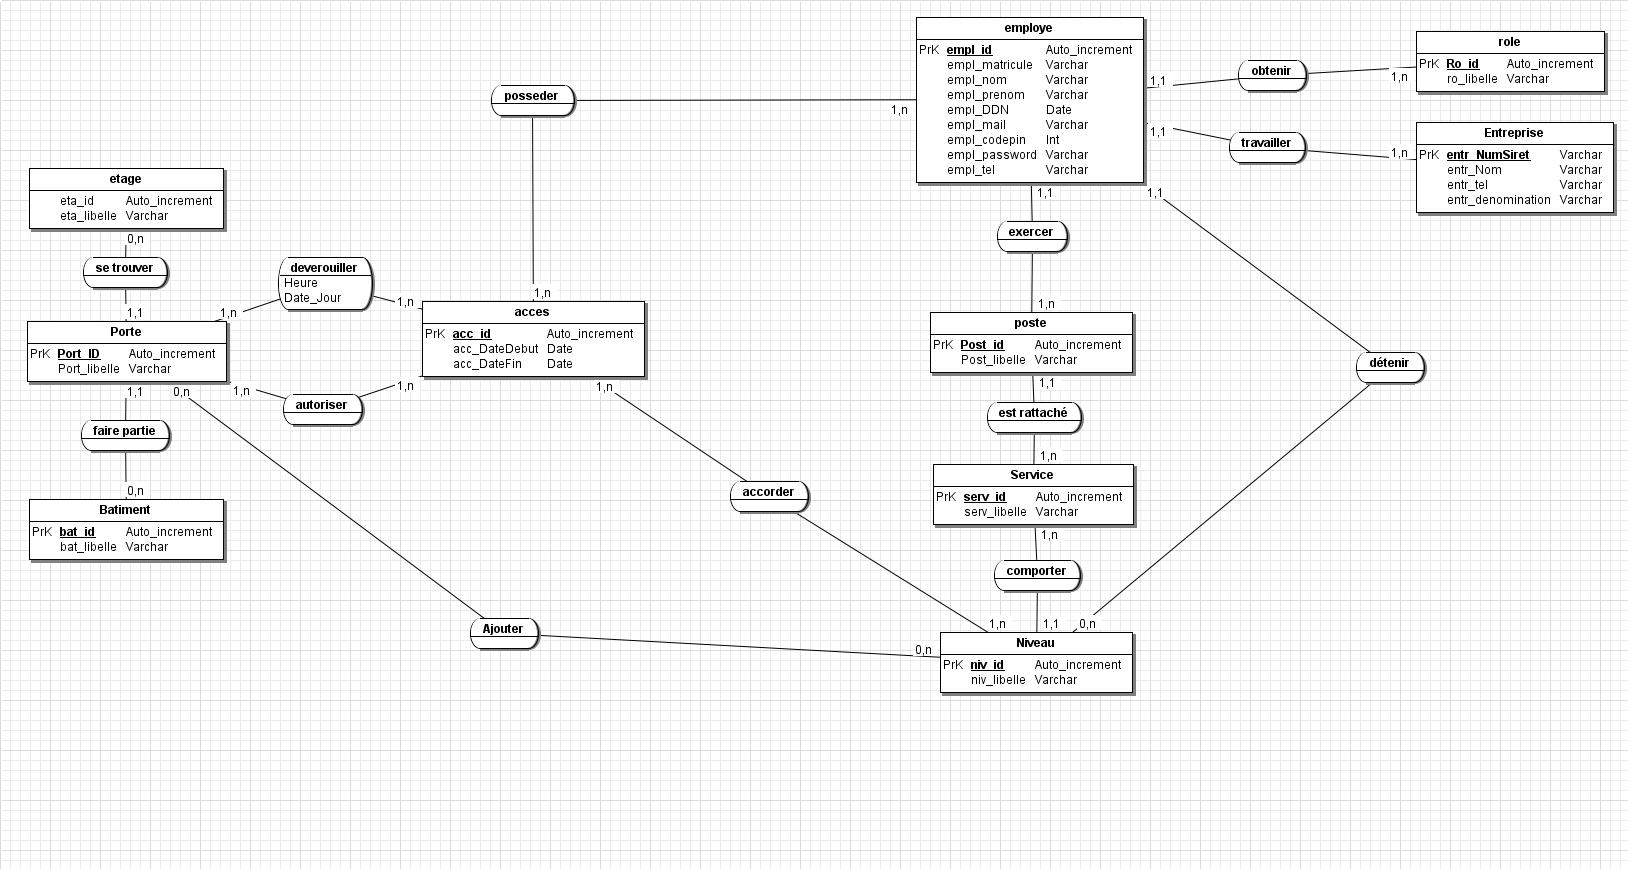 employe
PrK empl_id Auto_increment
empl_matricule Varchar
empl_nom Varchar
empl_prenom Varchar
empl_DDN Date
empl_mail Varchar
empl_codepin Int
empl_password Varchar
empl_tel Varchar
1,1
obtenir
1,n
role
PrK Ro_id Auto_increment
ro_libelle Varchar
1,1
travailler
1,n
Entreprise
PrK entr_NumSiret Varchar
entr_Nom Varchar
entr_tel Varchar
entr_denomination Varchar
posseder
1,n
1,n
etage
eta_id Auto_increment
eta_libelle Varchar
0,n
se trouver
1,1
deverouiller
Heure
Date_Jour
1,n
1,n
Porte
PrK Port_ID Auto_increment
Port_libelle Varchar
acces
PrK acc_id Auto_increment
acc_DateDebut Date
acc_DateFin Date
1,1
0,n
1,n
autoriser
1,n
1,n
faire partie
0,n
Batiment
PrK bat_id Auto_increment
bat_libelle Varchar
1,1
exercer
1,n
poste
PrK Post_id Auto_increment
Post_libelle Varchar
1,1
est rattaché
1,n
Service
PrK serv_id Auto_increment
serv_libelle Varchar
1,n
comporter
1,1
1,1
détenir
0,n
accorder
1,n
Ajouter
0,n
Niveau
PrK niv_id Auto_increment
niv_libelle Varchar